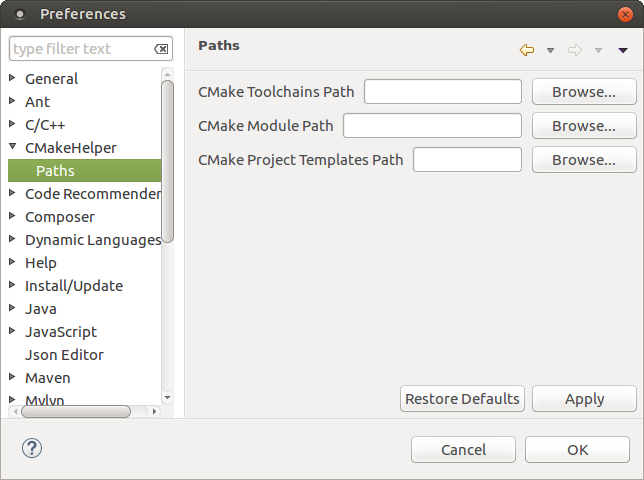 Preferences
type filter text
General
Ant
C/C++
CMakeHelper
Paths
Code Recommender
Composer
Dynamic Languages
Help
Install/Update
Java
JavaScript
Json Editor
Maven
Mylyn
Paths
CMake Toolchains Path Browse...
CMake Module Path Browse...
CMake Project Templates Path Browse...
Restore Defaults Apply
? Cancel OK